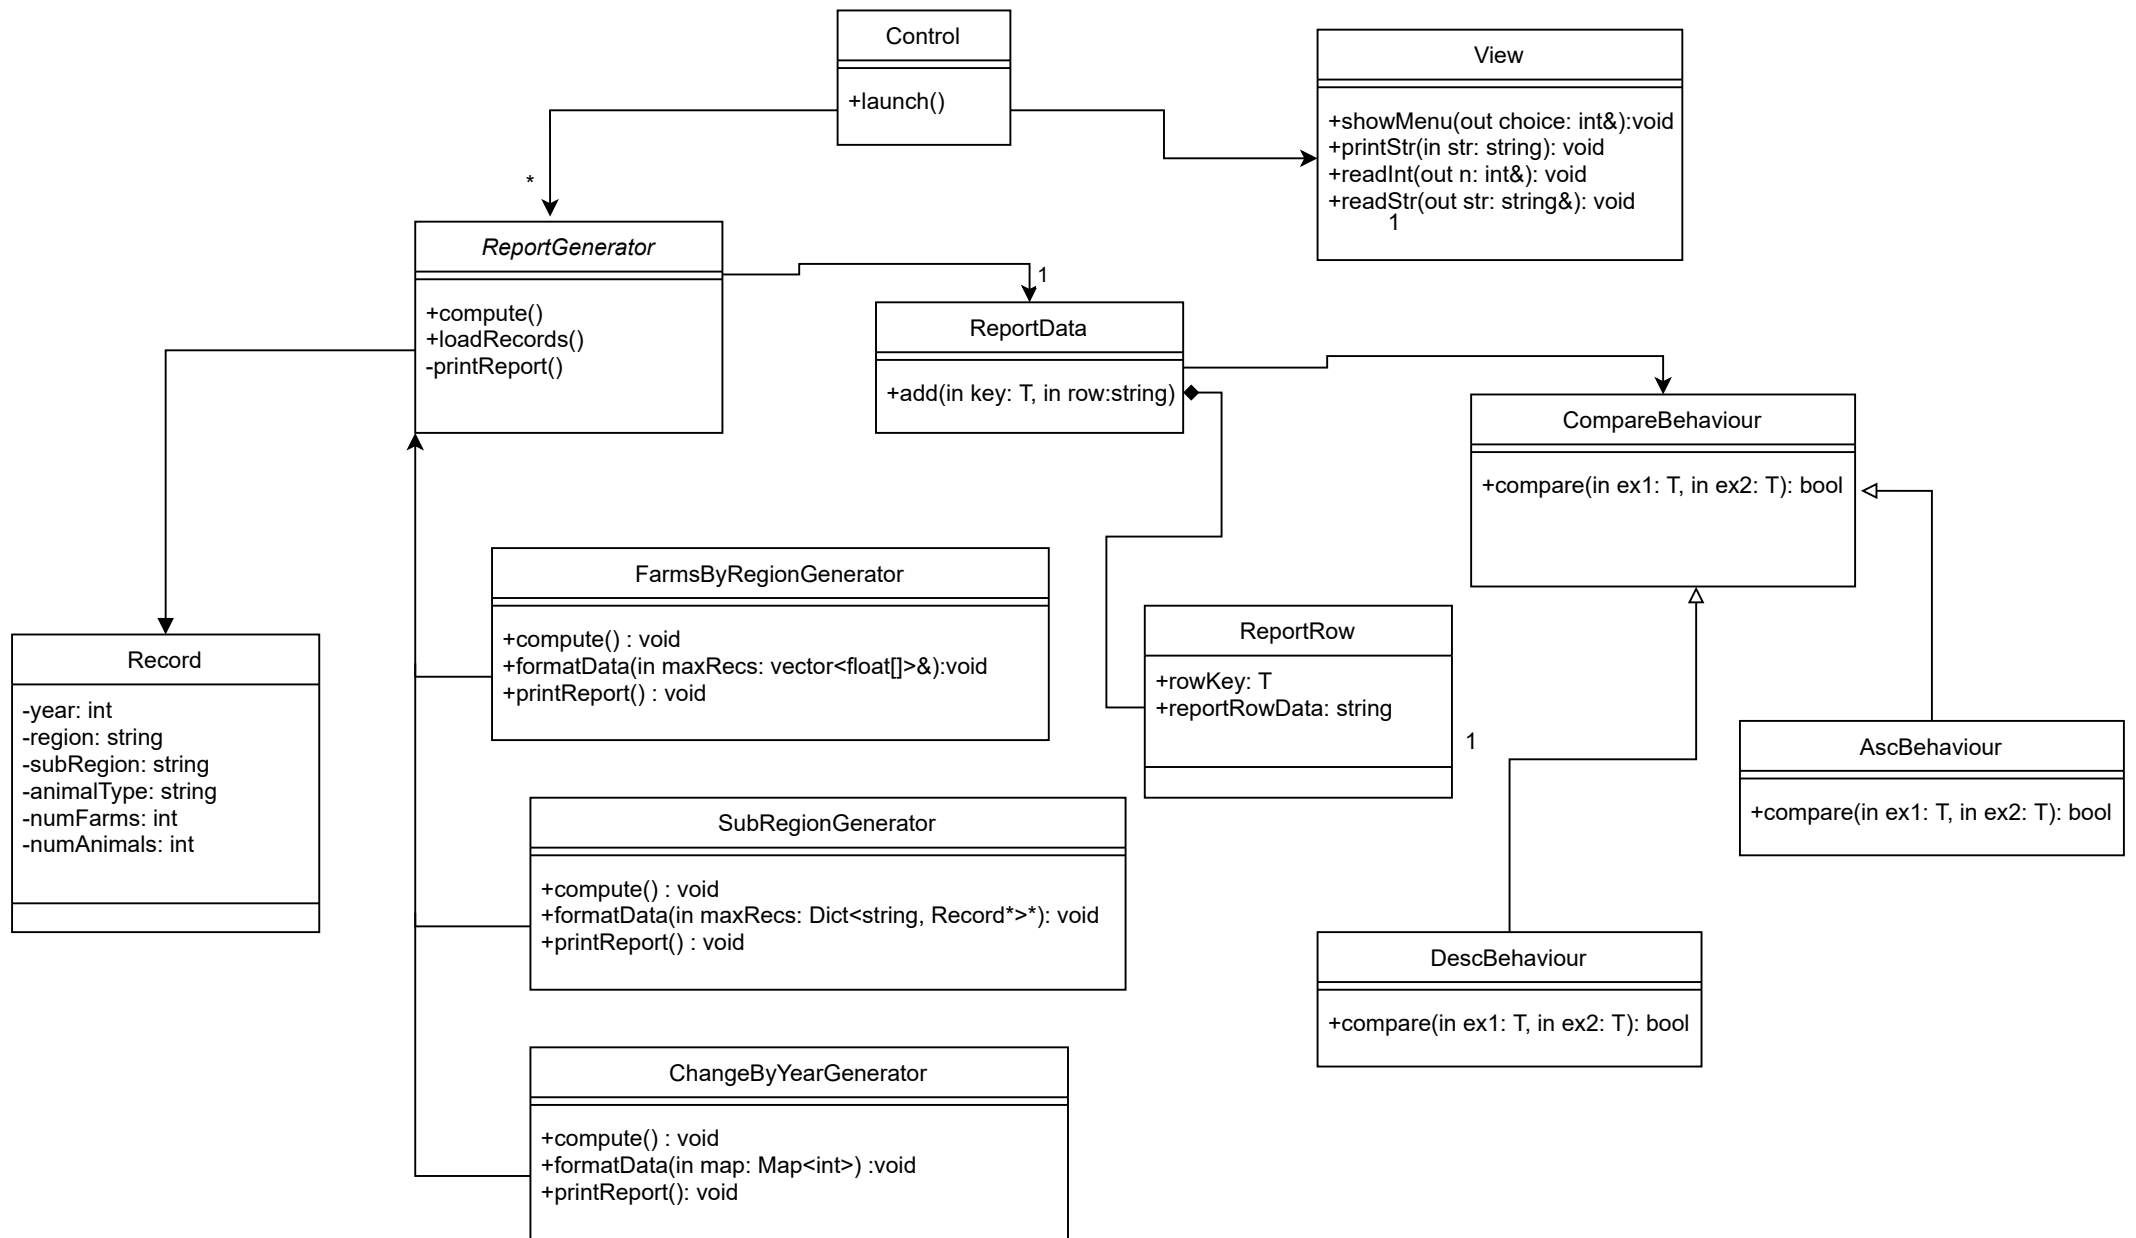 Control
+launch()
View
+showMenu(out choice: int&):void
+printStr(in str: string): void
+readInt(out n: int&): void
+readStr(out str: string&): void
1
*
ReportGenerator
+compute()
+loadRecords()
-printReport()
1
ReportData
+add(in key: T, in row:string)
CompareBehaviour
+compare(in ex1: T, in ex2: T): bool
FarmsByRegionGenerator
+compute() : void
+formatData(in maxRecs: vector<float[]>&):void
+printReport() : void
ReportRow
+rowKey: T
+reportRowData: string
1
Record
-year: int
-region: string
-subRegion: string
-animalType: string
-numFarms: int
-numAnimals: int
AscBehaviour
+compare(in ex1: T, in ex2: T): bool
SubRegionGenerator
+compute() : void
+formatData(in maxRecs: Dict<string, Record*>*): void
+printReport() : void
DescBehaviour
+compare(in ex1: T, in ex2: T): bool
ChangeByYearGenerator
+compute() : void
+formatData(in map: Map<int>) :void
+printReport(): void